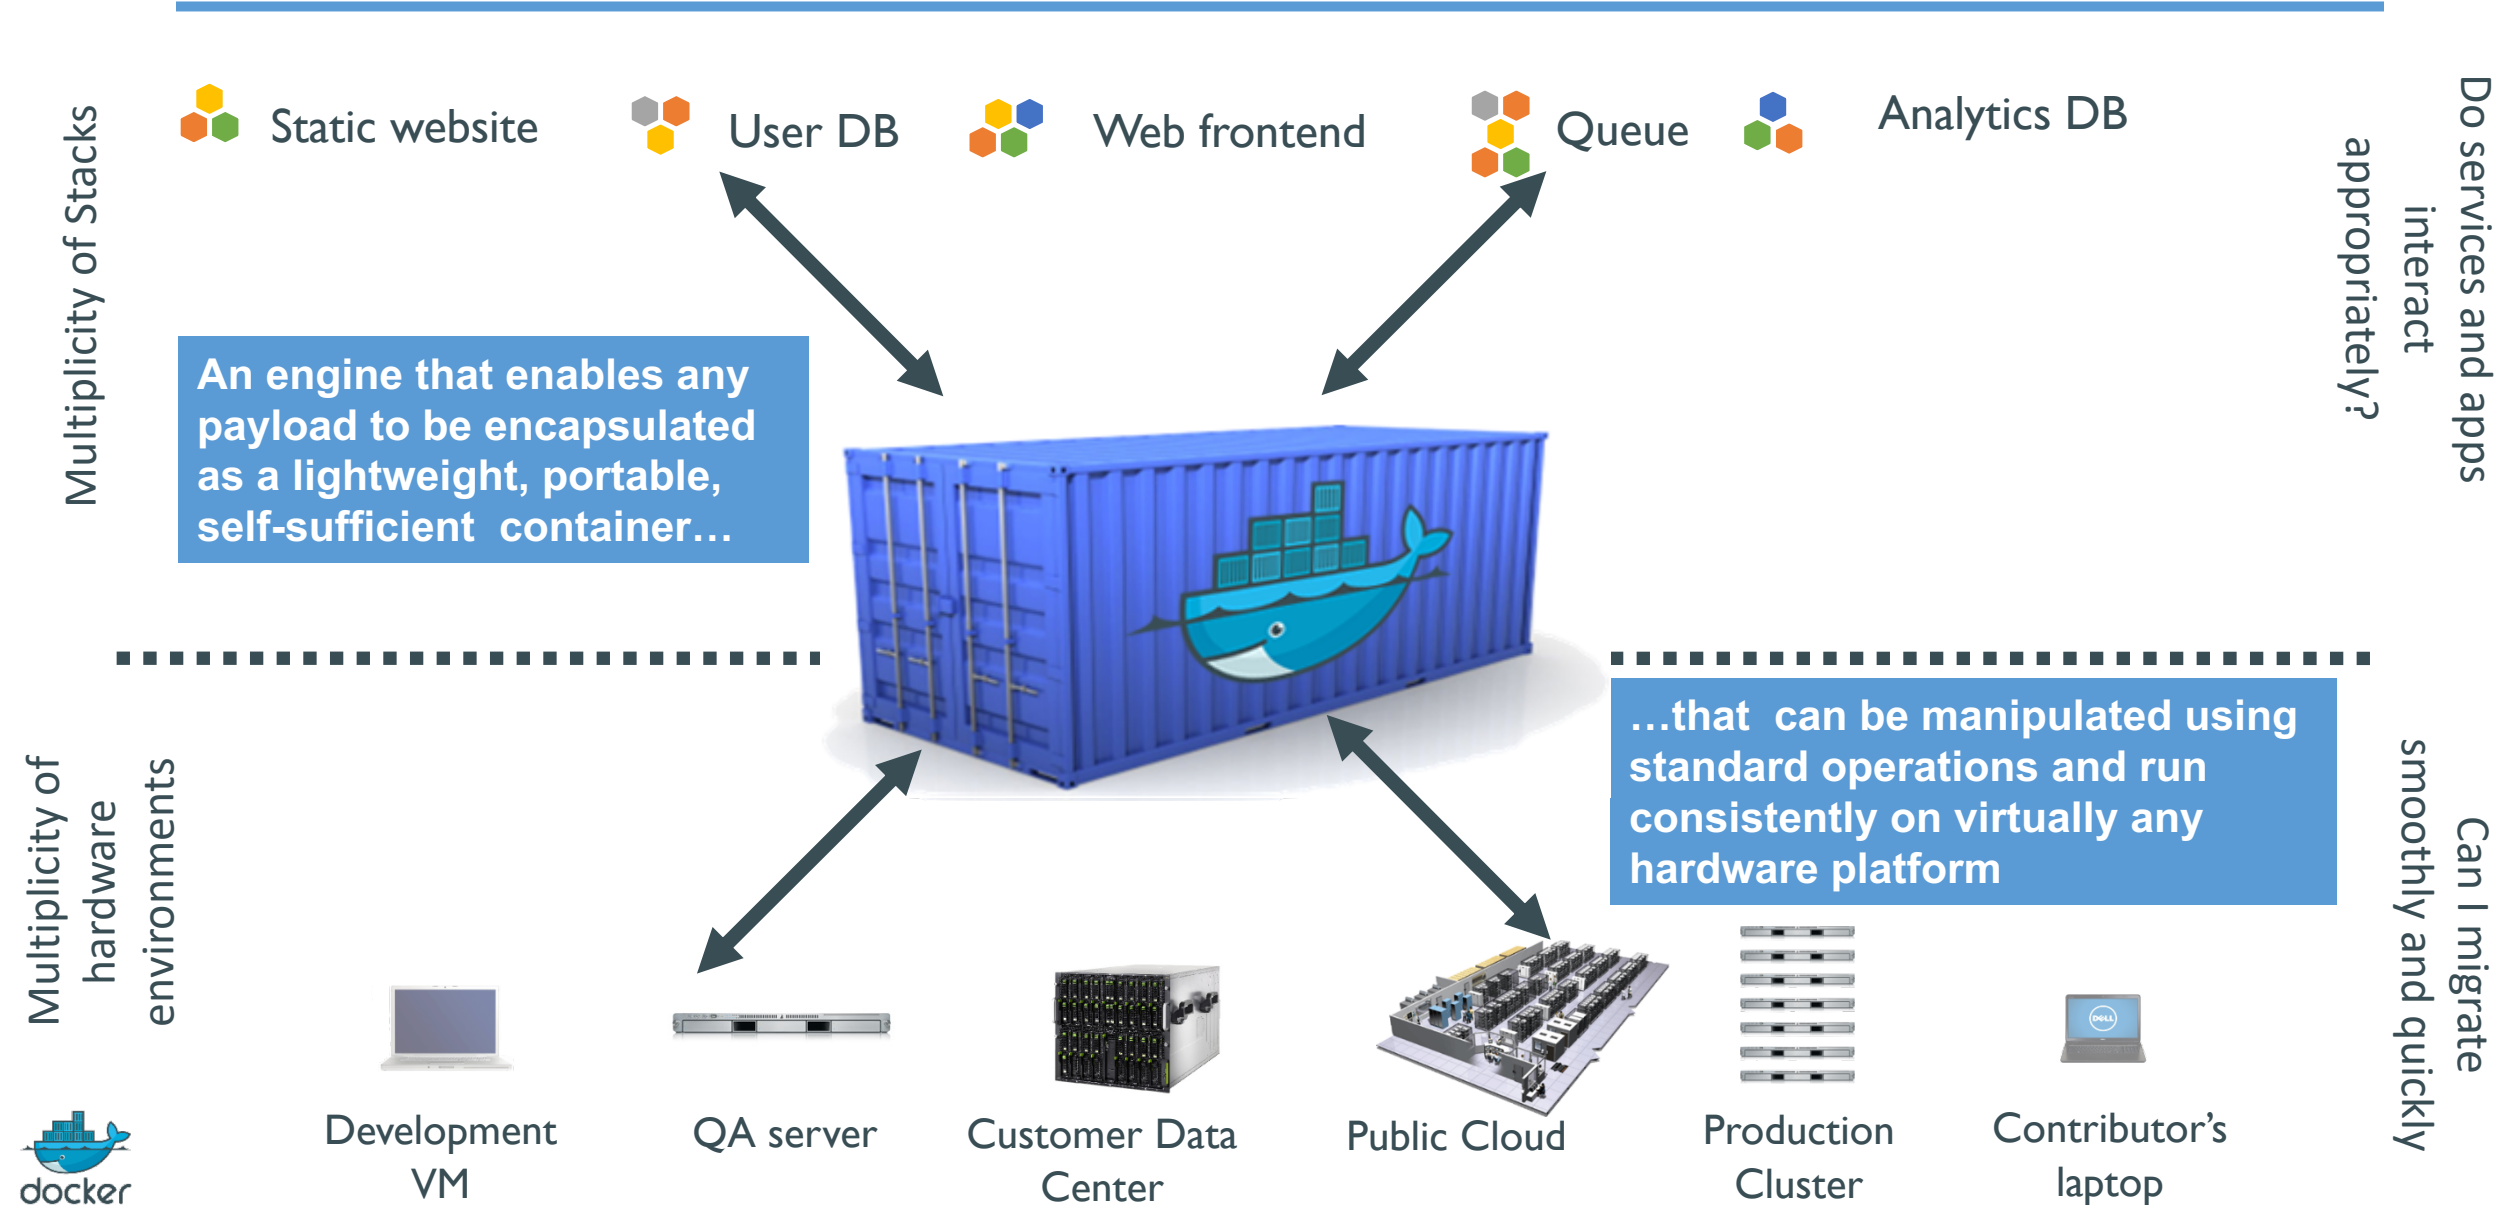 Multiplicity of Stacks
Static website
User DB
Web frontend
Queue
Analytics DB
Do services and apps
interact
appropriately?
An engine that enables any
payload to be encapsulated
as a lightweight, portable,
self-sufficient container…
…that can be manipulated using
standard operations and run
consistently on virtually any
hardware platform
Multiplicity of
hardware
environments
Can I migrate
smoothly and quickly
DELL
Development
VM
QA server
Customer Data
Center
Public Cloud
Production
Cluster
Contributor’s
laptop
docker